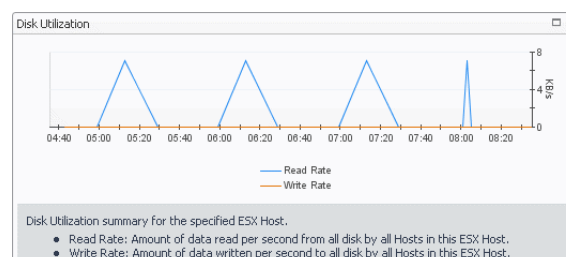 Disk Utilization
8
4
0
KB/s
04:40 05:00 05:20 05:40 06:00 06:20 06:40 07:00 07:20 07:40 08:00 08:20
Read Rate
Write Rate
Disk Utilization summary for the specified ESX Host.
• Read Rate: Amount of data read per second from all disk by all Hosts in this ESX Host.
• Write Rate: Amount of data written per second to all disk by all Hosts in this ESX Host.